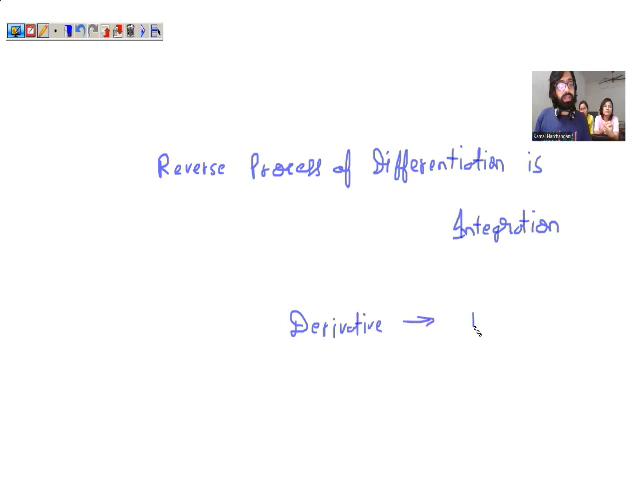 Reverse Process of Differentiation is
Integration
Derivative →